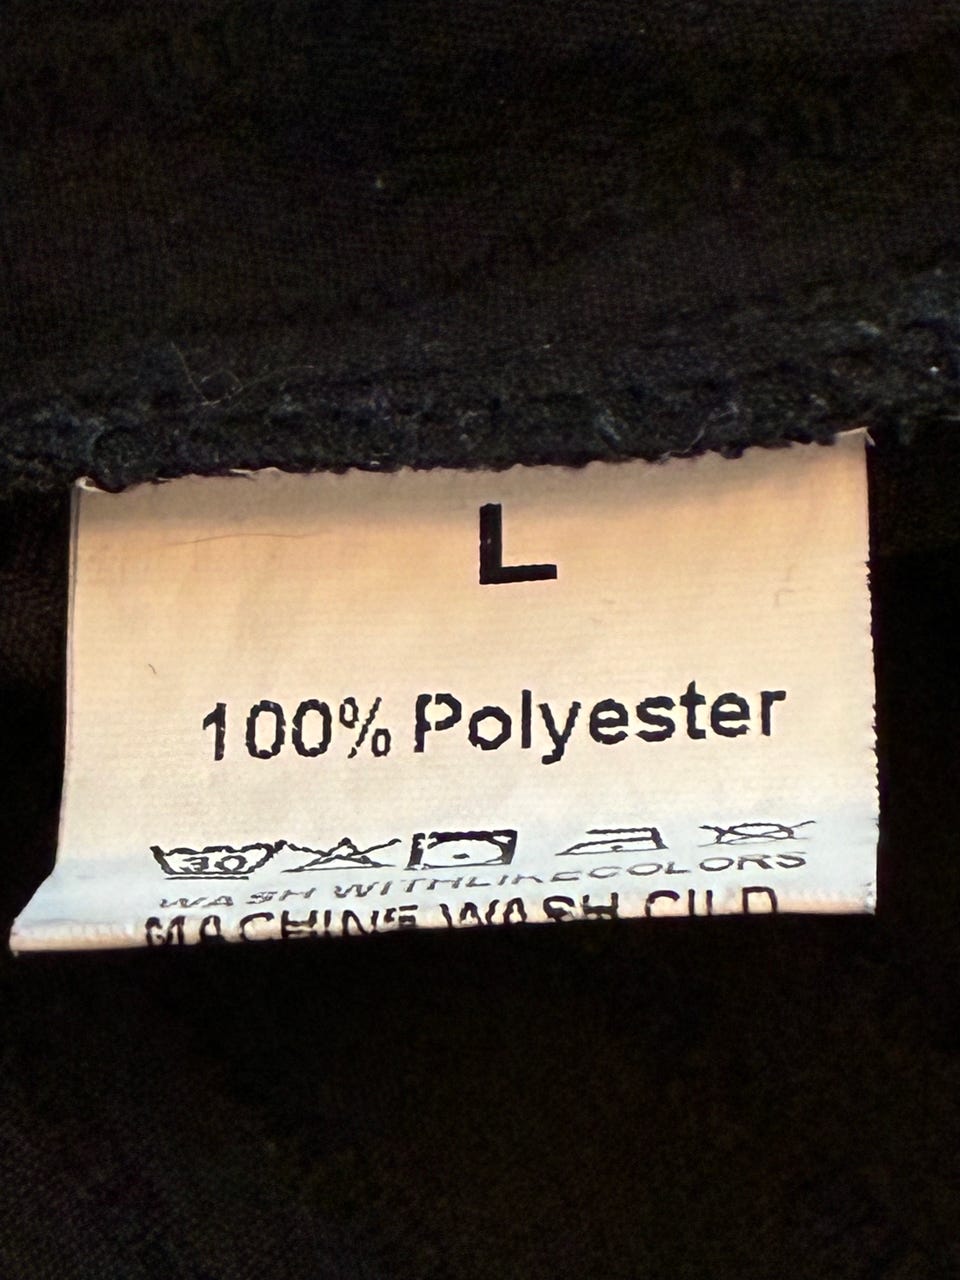 L
100% Polyester
30
WASH WITHLIKECOLORS
MACHINE WASH